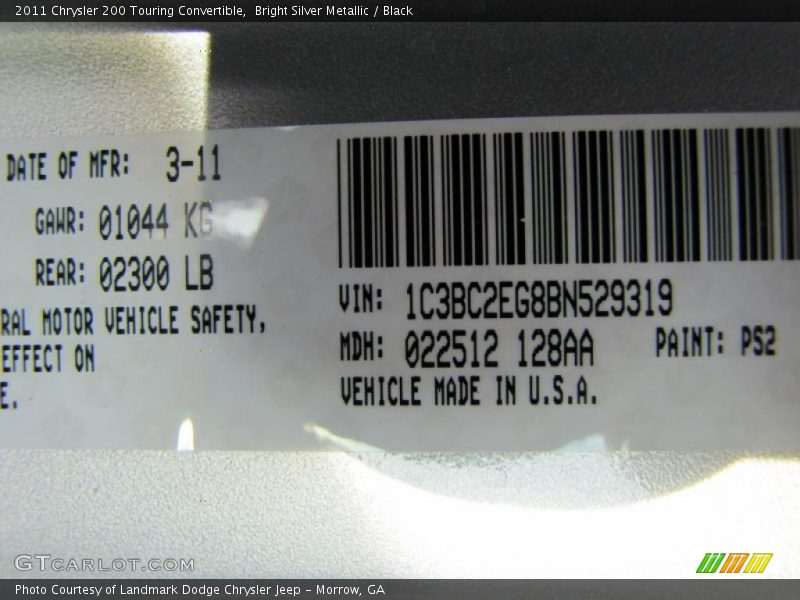 2011 Chrysler 200 Touring Convertible, Bright Silver Metallic / Black
DATE OF MFR: 3-11
GAWR: 01044 KG
REAR: 02300 LB
RAL MOTOR VEHICLE SAFETY,
EFFECT ON
E.
VIN: 1C3BC2EG8BN529319
MDH: 022512 128AA PAINT: PS2
VEHICLE MADE IN U.S.A.
GTCARLOT.COM
Photo Courtesy of Landmark Dodge Chrysler Jeep - Morrow, GA